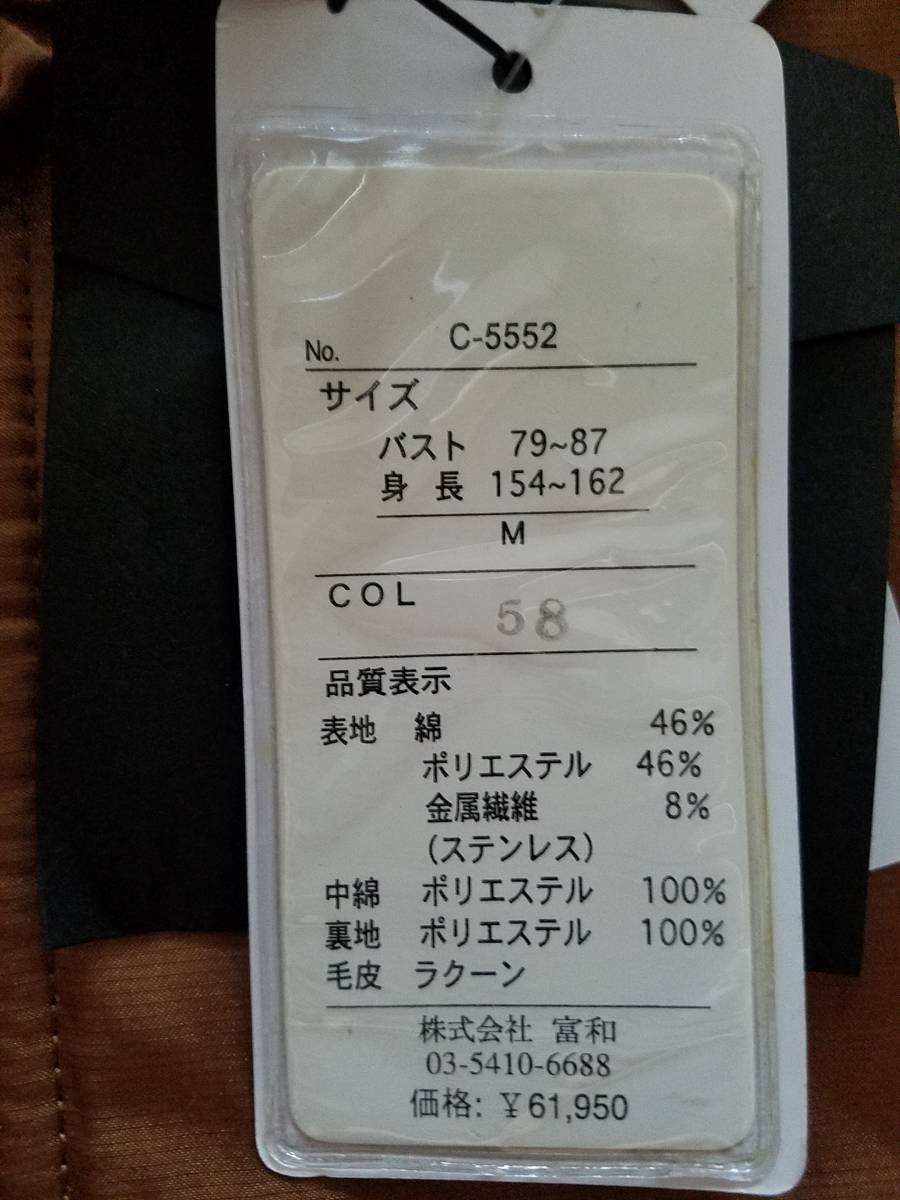 No. C-5552
サイズ
バスト 79~87
身 長 154~162
M
COL 58
品質表示
表地 綿 46%
ポリエステル 46%
金属繊維 8%
(ステンレス)
中綿 ポリエステル 100%
裏地 ポリエステル 100%
毛皮 ラクーン
株式会社 富和
03-5410-6688
価格: ¥61,950